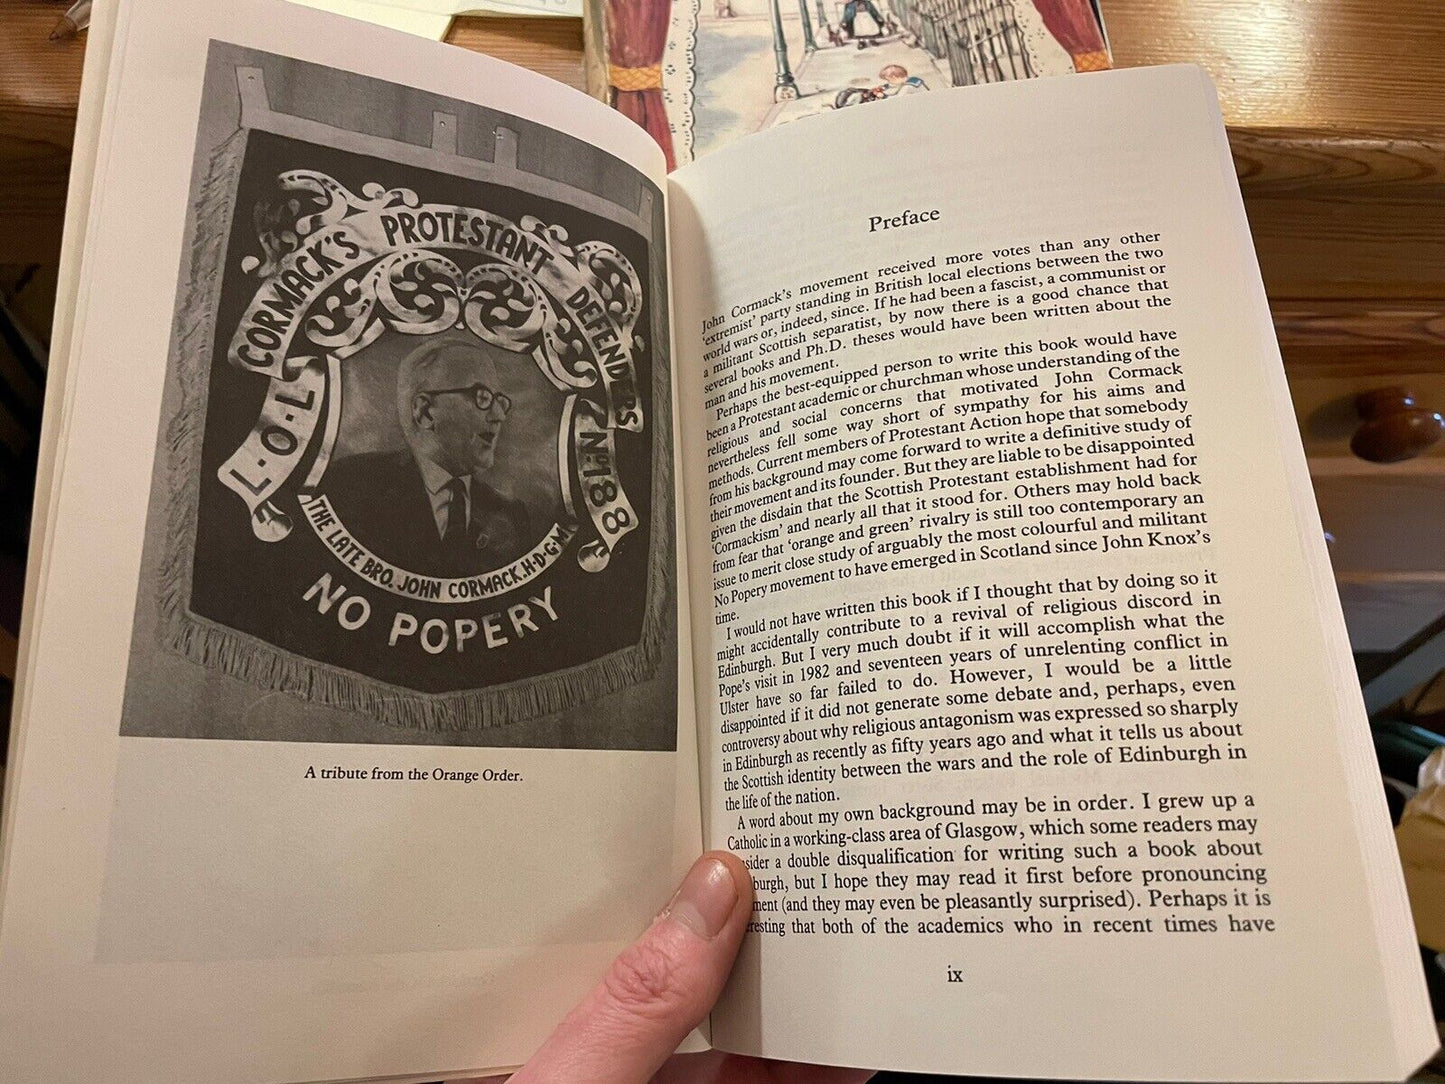 CORMACK'S PROTESTANT DEFENDERS
L.O.L. No 188
THE LATE BRO. JOHN CORMACK. H.D.G.M.
NO POPERY
A tribute from the Orange Order.
Preface
John Cormack's movement received more votes than any other
'extremist' party standing in British local elections between the two
world wars or, indeed, since. If he had been a fascist, a communist or
a militant Scottish separatist, by now there is a good chance that
several books and Ph.D. theses would have been written about the
man and his movement.
Perhaps the best-equipped person to write this book would have
been a Protestant academic or churchman whose understanding of the
religious and social concerns that motivated John Cormack
nevertheless fell some way short of sympathy for his aims and
methods. Current members of Protestant Action hope that somebody
from his background may come forward to write a definitive study of
their movement and its founder. But they are liable to be disappointed
given the disdain that the Scottish Protestant establishment had for
'Cormackism' and nearly all that it stood for. Others may hold back
from fear that 'orange and green' rivalry is still too contemporary an
issue to merit close study of arguably the most colourful and militant
No Popery movement to have emerged in Scotland since John Knox's
time.
I would not have written this book if I thought that by doing so it
might accidentally contribute to a revival of religious discord in
Edinburgh. But I very much doubt if it will accomplish what the
Pope's visit in 1982 and seventeen years of unrelenting conflict in
Ulster have so far failed to do. However, I would be a little
disappointed if it did not generate some debate and, perhaps, even
controversy about why religious antagonism was expressed so sharply
in Edinburgh as recently as fifty years ago and what it tells us about
the Scottish identity between the wars and the role of Edinburgh in
the life of the nation.
A word about my own background may be in order. I grew up a
Catholic in a working-class area of Glasgow, which some readers may
sider a double disqualification for writing such a book about
burgh, but I hope they may read it first before pronouncing
ment (and they may even be pleasantly surprised). Perhaps it is
resting that both of the academics who in recent times have
ix